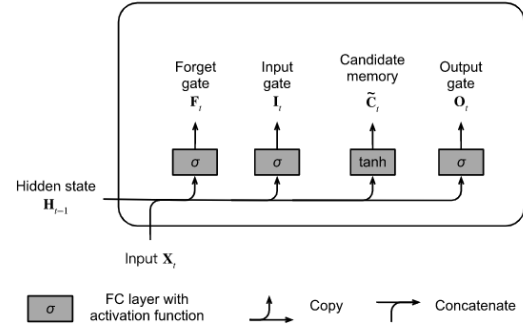 Forget gate F_t
Input gate I_t
Candidate memory C̃_t
Output gate O_t
σ
σ
tanh
σ
Hidden state
H_{t−1}
Input X_t
σ
FC layer with
activation function
Copy
Concatenate